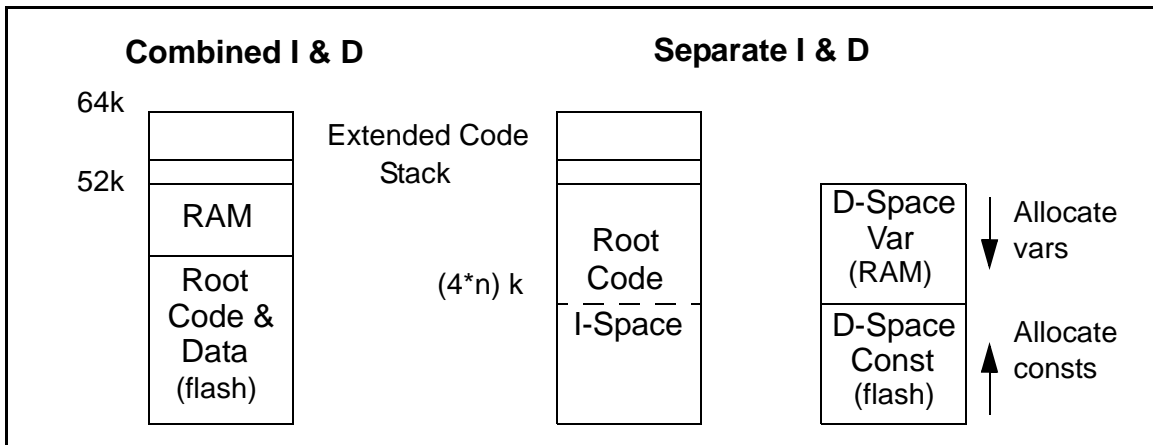 Combined I & D
Separate I & D
64k
Extended Code
Stack
52k
RAM
Root
Code &
Data
(flash)
(4*n) k
Root
Code
I-Space
D-Space
Var
(RAM)
Allocate
vars
D-Space
Const
(flash)
Allocate
consts